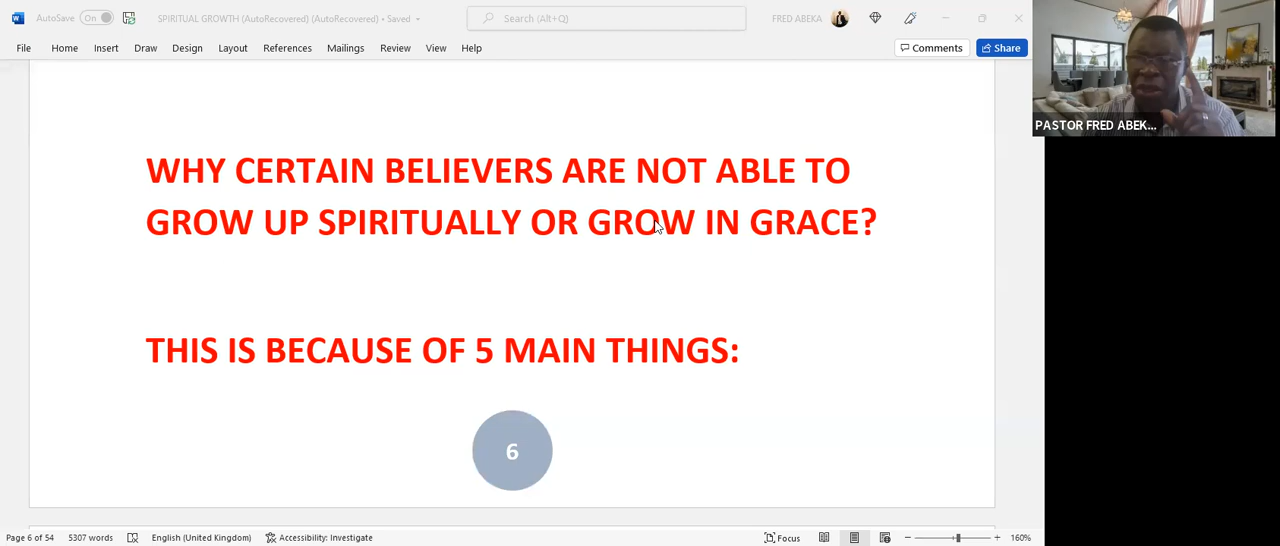 SPIRITUAL GROWTH (AutoRecovered) (AutoRecovered) • Saved
AutoSave
On
Search (Alt+Q)
FRED ABEKA
File Home Insert Draw Design Layout References Mailings Review View Help
Comments
Share
PASTOR FRED ABEK...
WHY CERTAIN BELIEVERS ARE NOT ABLE TO
GROW UP SPIRITUALLY OR GROW IN GRACE?
THIS IS BECAUSE OF 5 MAIN THINGS:
6
Page 6 of 54 5307 words English (United Kingdom) Accessibility: Investigate Focus 160%